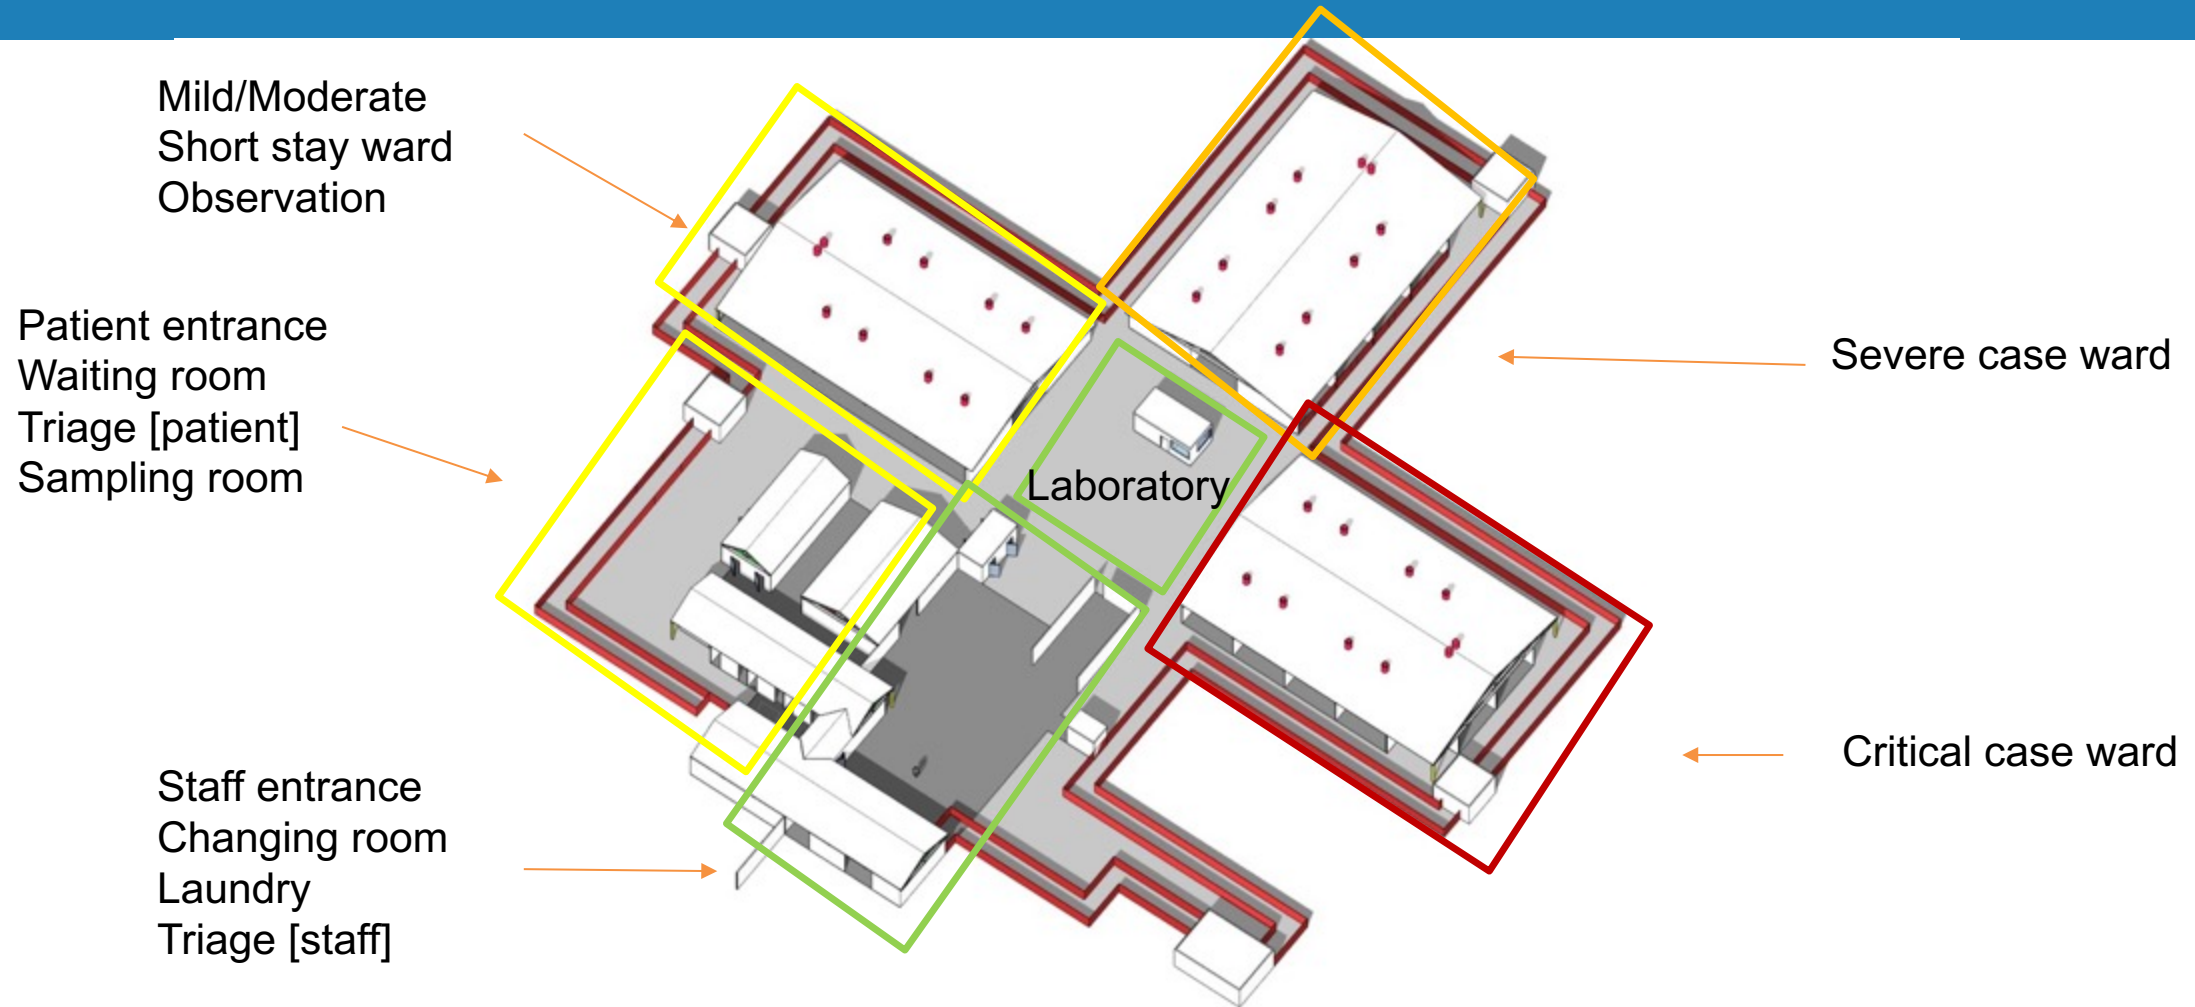 Mild/Moderate
Short stay ward
Observation
Patient entrance
Waiting room
Triage [patient]
Sampling room
Staff entrance
Changing room
Laundry
Triage [staff]
Laboratory
Severe case ward
Critical case ward